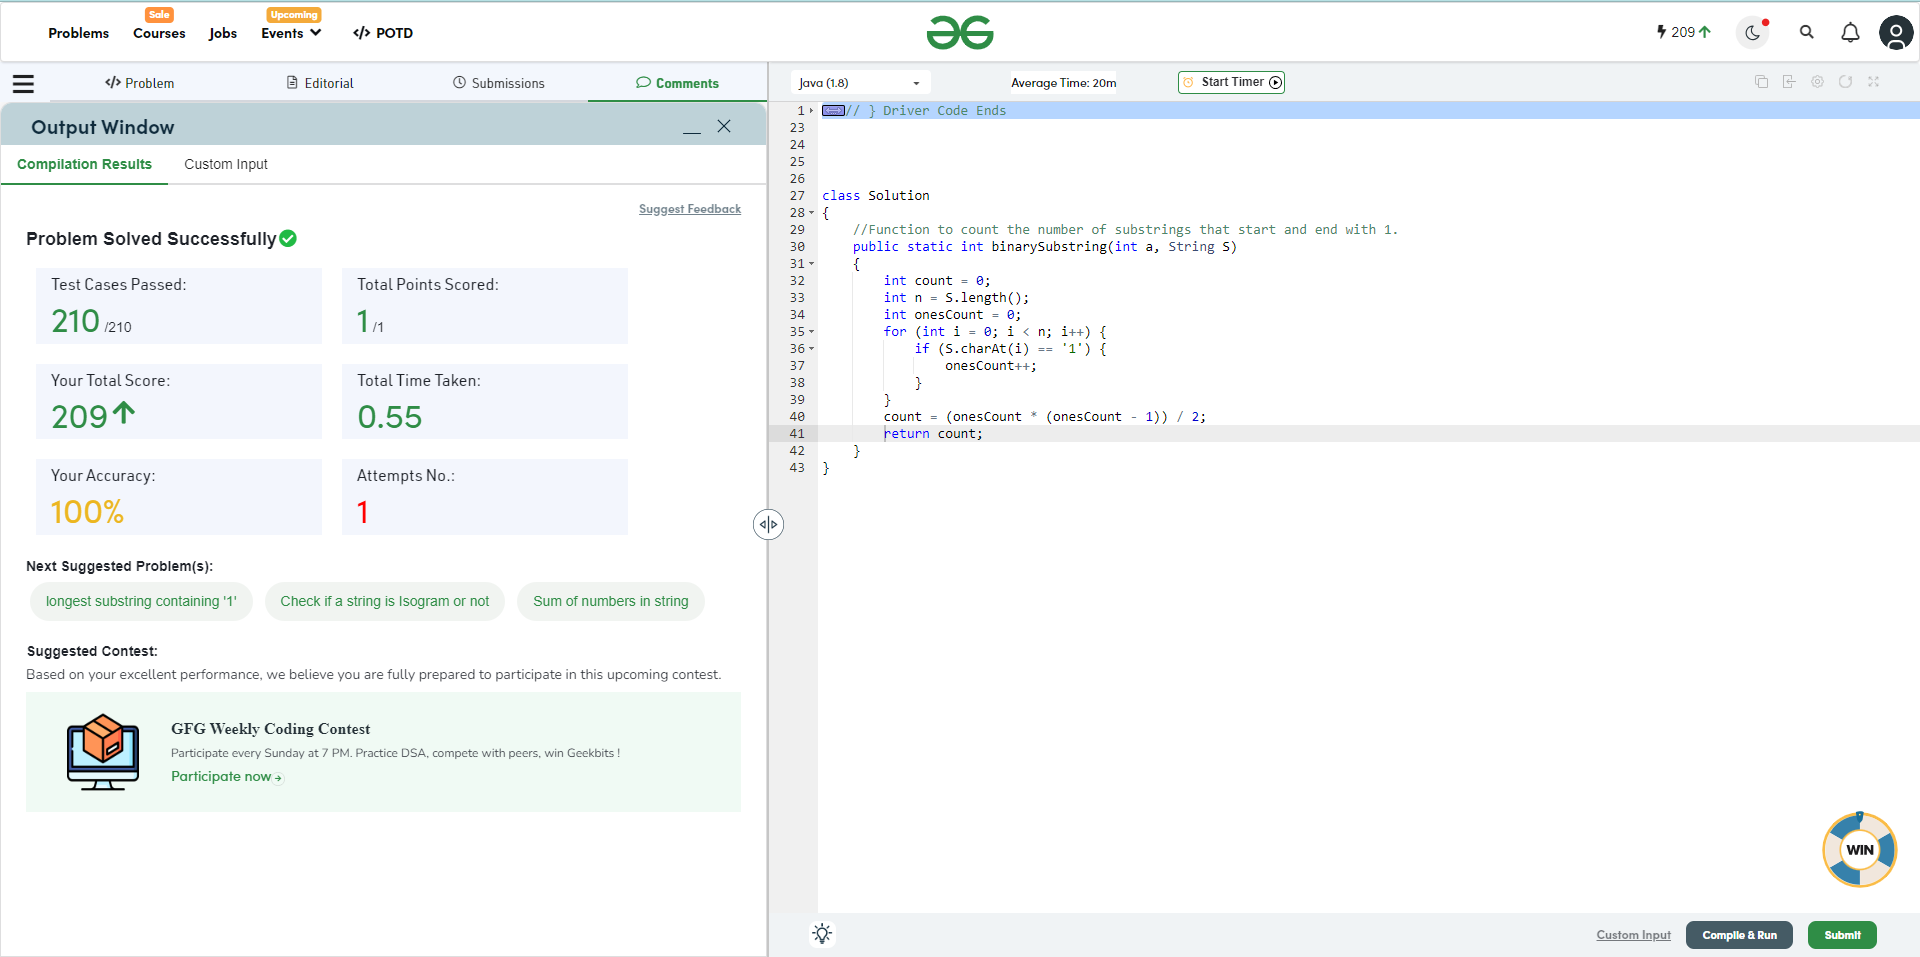 Sale
Upcoming
Problems Courses Jobs Events </> POTD
209
</> Problem Editorial Submissions Comments
Java (1.8) Average Time: 20m Start Timer
Output Window
Compilation Results Custom Input
Suggest Feedback
Problem Solved Successfully
Test Cases Passed: Total Points Scored:
210 /210 1 /1
Your Total Score: Total Time Taken:
209 0.55
Your Accuracy: Attempts No.:
100% 1
Next Suggested Problem(s):
longest substring containing '1' Check if a string is Isogram or not Sum of numbers in string
Suggested Contest:
Based on your excellent performance, we believe you are fully prepared to participate in this upcoming contest.
GFG Weekly Coding Contest
Participate every Sunday at 7 PM. Practice DSA, compete with peers, win Geekbits !
Participate now
1 // } Driver Code Ends
23
24
25
26
27 class Solution
28 {
29 //Function to count the number of substrings that start and end with 1.
30 public static int binarySubstring(int a, String S)
31 {
32 int count = 0;
33 int n = S.length();
34 int onesCount = 0;
35 for (int i = 0; i < n; i++) {
36 if (S.charAt(i) == '1') {
37 onesCount++;
38 }
39 }
40 count = (onesCount * (onesCount - 1)) / 2;
41 return count;
42 }
43 }
WIN
Custom Input Compile & Run Submit